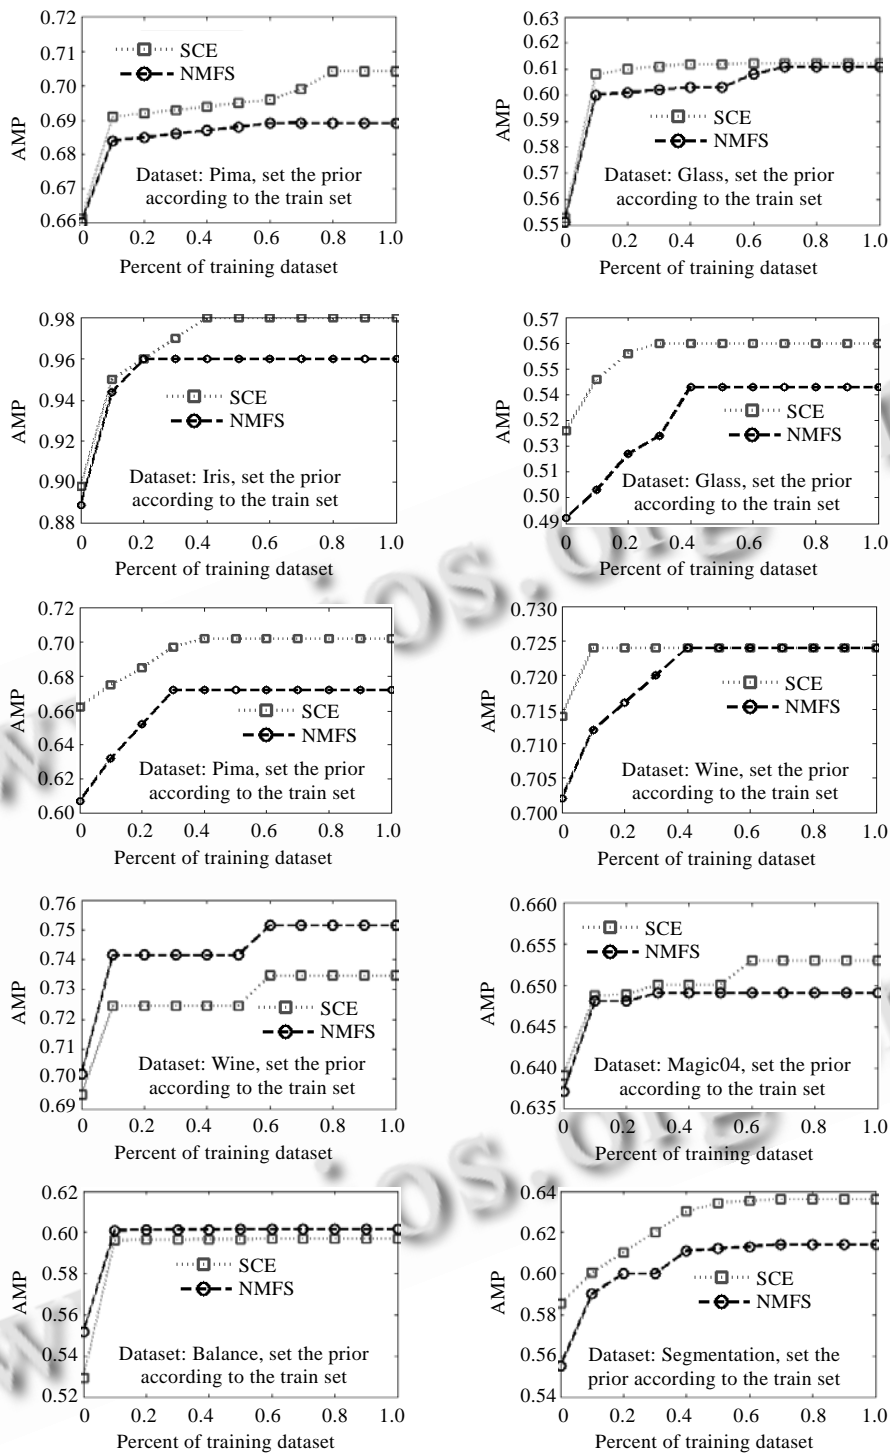 0.72
0.70
0.69
0.68
0.67
0.66
AMP
SCE
NMFS
Dataset: Pima, set the prior
according to the train set
0 0.2 0.4 0.6 0.8 1.0
Percent of training dataset
0.63
0.62
0.61
0.60
0.59
0.58
0.57
0.56
0.55
AMP
SCE
NMFS
Dataset: Glass, set the prior
according to the train set
0 0.2 0.4 0.6 0.8 1.0
Percent of training dataset
0.98
0.96
0.94
0.92
0.90
0.88
AMP
SCE
NMFS
Dataset: Iris, set the prior
according to the train set
0 0.2 0.4 0.6 0.8 1.0
Percent of training dataset
0.57
0.56
0.54
0.52
0.53
0.51
0.50
0.49
AMP
SCE
NMFS
Dataset: Glass, set the prior
according to the train set
0 0.2 0.4 0.6 0.8 1.0
Percent of training dataset
0.72
0.70
0.68
0.66
0.62
0.60
AMP
SCE
NMFS
Dataset: Pima, set the prior
according to the train set
0 0.2 0.4 0.6 0.8 1.0
Percent of training dataset
0.730
0.725
0.720
0.715
0.710
0.705
0.700
AMP
SCE
NMFS
Dataset: Wine, set the prior
according to the train set
0 0.2 0.4 0.6 0.8 1.0
Percent of training dataset
0.76
0.75
0.74
0.73
0.72
0.71
0.70
0.69
AMP
SCE
NMFS
Dataset: Wine, set the prior
according to the train set
0 0.2 0.4 0.6 0.8 1.0
Percent of training dataset
0.660
0.655
0.650
0.645
0.640
0.635
AMP
SCE
NMFS
Dataset: Magic04, set the prior
according to the train set
0 0.2 0.4 0.6 0.8 1.0
Percent of training dataset
0.62
0.60
0.58
0.56
0.54
0.52
AMP
SCE
NMFS
Dataset: Balance, set the prior
according to the train set
0 0.2 0.4 0.6 0.8 1.0
Percent of training dataset
0.64
0.62
0.60
0.58
0.56
0.54
AMP
SCE
NMFS
Dataset: Segmentation, set the
prior according to the train set
0 0.2 0.4 0.6 0.8 1.0
Percent of training dataset